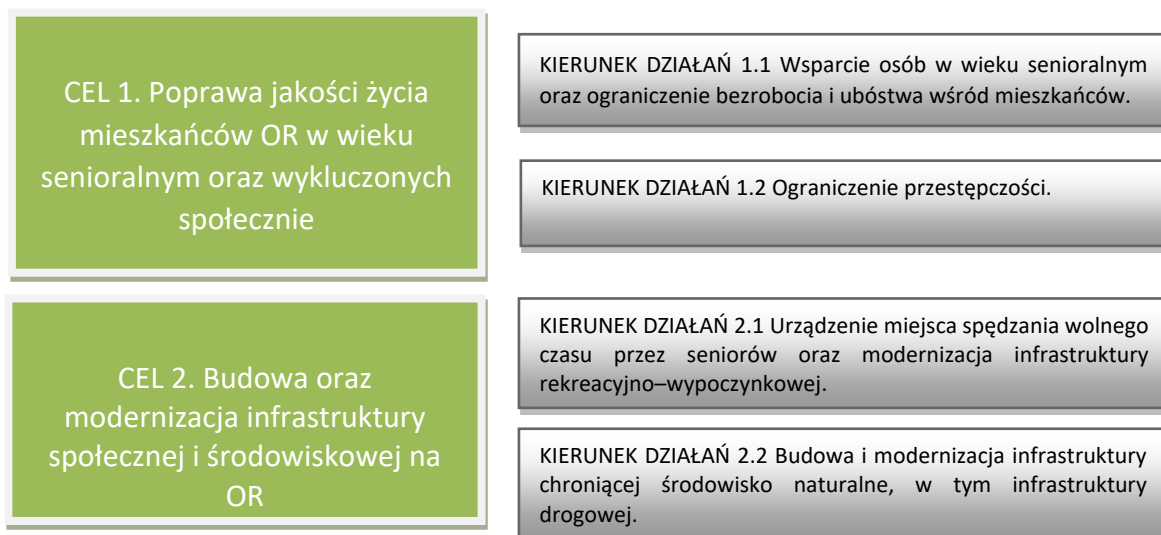 CEL 1. Poprawa jakości życia
mieszkańców OR w wieku
senioralnym oraz wykluczonych
społecznie
KIERUNEK DZIAŁAŃ 1.1 Wsparcie osób w wieku senioralnym
oraz ograniczenie bezrobocia i ubóstwa wśród mieszkańców.
KIERUNEK DZIAŁAŃ 1.2 Ograniczenie przestępczości.
CEL 2. Budowa oraz
modernizacja infrastruktury
społecznej i środowiskowej na
OR
KIERUNEK DZIAŁAŃ 2.1 Urządzenie miejsca spędzania wolnego
czasu przez seniorów oraz modernizacja infrastruktury
rekreacyjno–wypoczynkowej.
KIERUNEK DZIAŁAŃ 2.2 Budowa i modernizacja infrastruktury
chroniącej środowisko naturalne, w tym infrastruktury
drogowej.